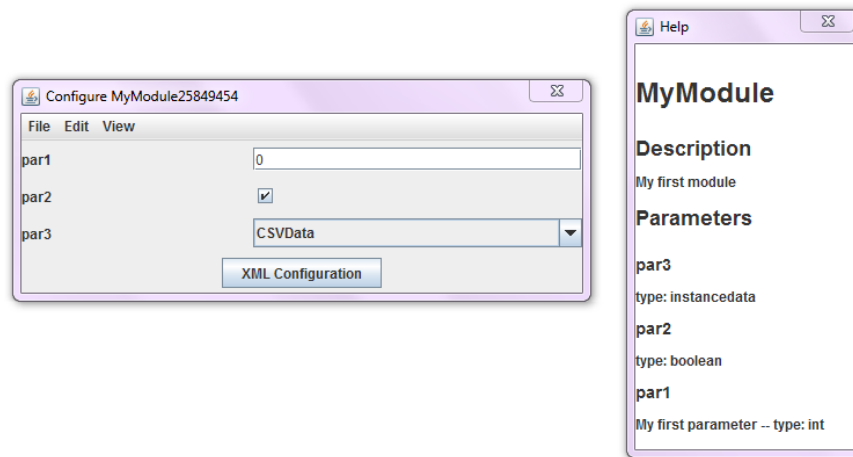 Configure MyModule25849454
File Edit View
par1 0
par2
par3 CSVData
XML Configuration
Help
MyModule
Description
My first module
Parameters
par3
type: instancedata
par2
type: boolean
par1
My first parameter -- type: int